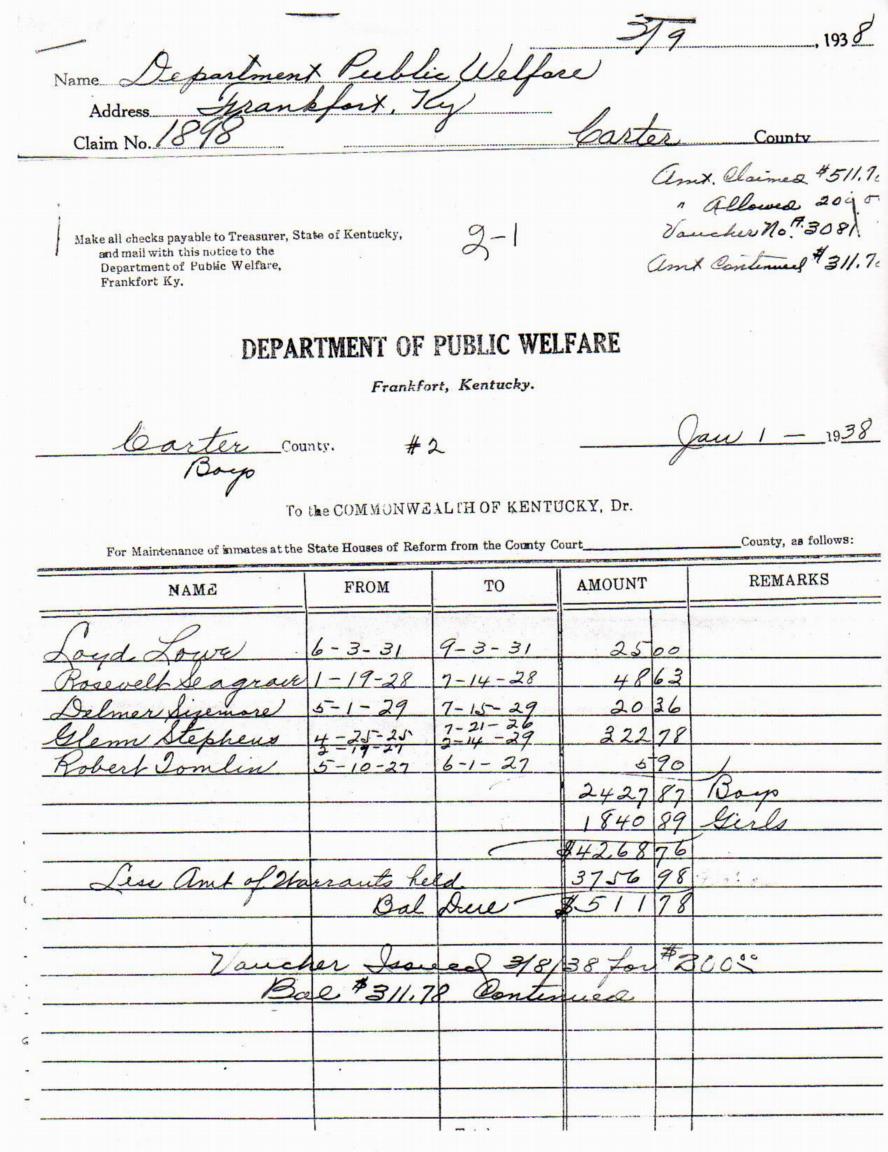 3/9, 1938
Name Department Public Welfare
Address Frankfort, Ky
Claim No. 1898 Carter County
Amt. Claimed $511.7
" Allowed 200.0
Voucher No. A. 3081
Amt Continued $311.7
Make all checks payable to Treasurer, State of Kentucky,
and mail with this notice to the
Department of Public Welfare,
Frankfort Ky.
2-1
DEPARTMENT OF PUBLIC WELFARE
Frankfort, Kentucky.
Carter County. #2 Jan 1 - 1938
Boys
To the COMMONWEALTH OF KENTUCKY, Dr.
For Maintenance of inmates at the State Houses of Reform from the County Court County, as follows:
NAME FROM TO AMOUNT REMARKS
Loyd Lowe 6-3-31 9-3-31 25 00
Rosevelt Seagrave 1-19-28 7-14-28 48 63
Delmer Sizemore 5-1-29 7-15-29 20 36
Glenn Stephens 4-25-25 7-21-26 322 78
2-19-27 2-14-29
Robert Tomlin 5-10-27 6-1-27 5 90
2427 87 Boys
1840 89 Girls
$4268 76
Less Amt of Warrants held 3756 98
Bal Due $511 78
Voucher Issued 3/8/38 for $200.00
Bal $311.78 Continued